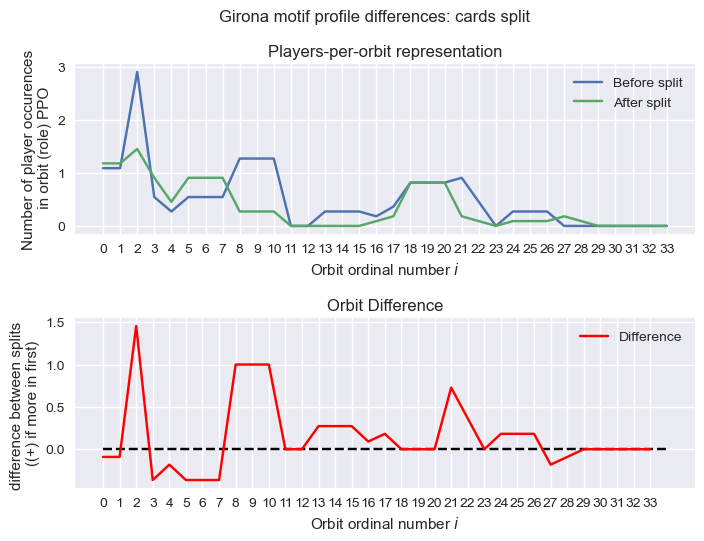 Girona motif profile differences: cards split
Players-per-orbit representation
Number of player occurences
in orbit (role) PPO
3
2
1
0
Before split
After split
0 1 2 3 4 5 6 7 8 9 10 11 12 13 14 15 16 17 18 19 20 21 22 23 24 25 26 27 28 29 30 31 32 33
Orbit ordinal number i
Orbit Difference
difference between splits
((+) if more in first)
1.5
1.0
0.5
0.0
Difference
0 1 2 3 4 5 6 7 8 9 10 11 12 13 14 15 16 17 18 19 20 21 22 23 24 25 26 27 28 29 30 31 32 33
Orbit ordinal number i